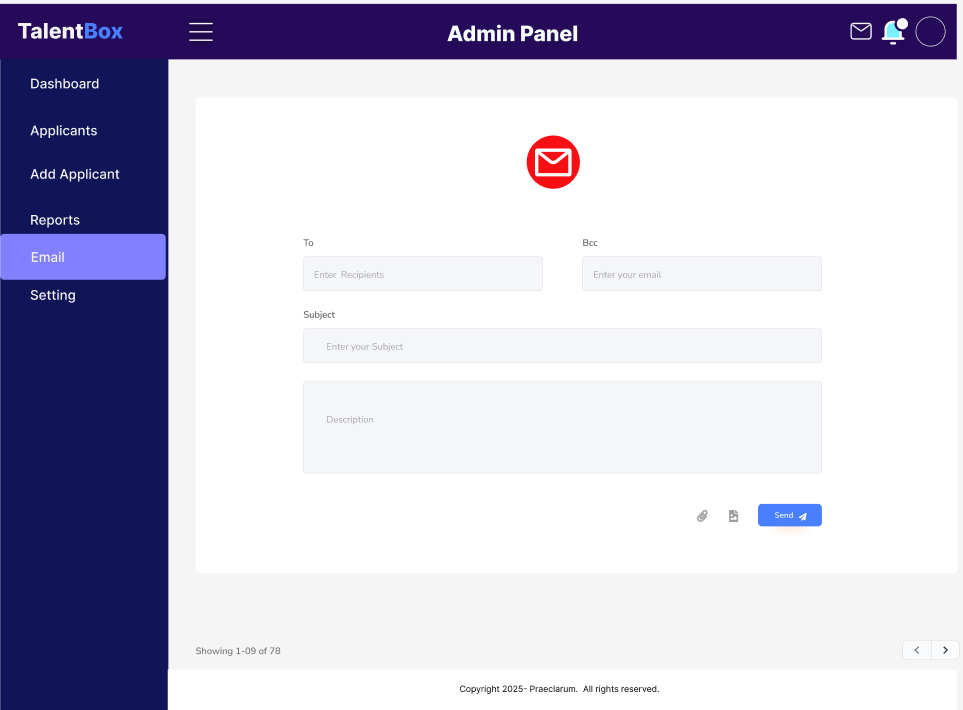 TalentBox
Admin Panel
Dashboard
Applicants
Add Applicant
Reports
Email
Setting
To
Bcc
Enter  Recipients
Enter your email
Subject
Enter your Subject
Description
Send
Showing 1-09 of 78
Copyright 2025- Praeclarum.  All rights reserved.